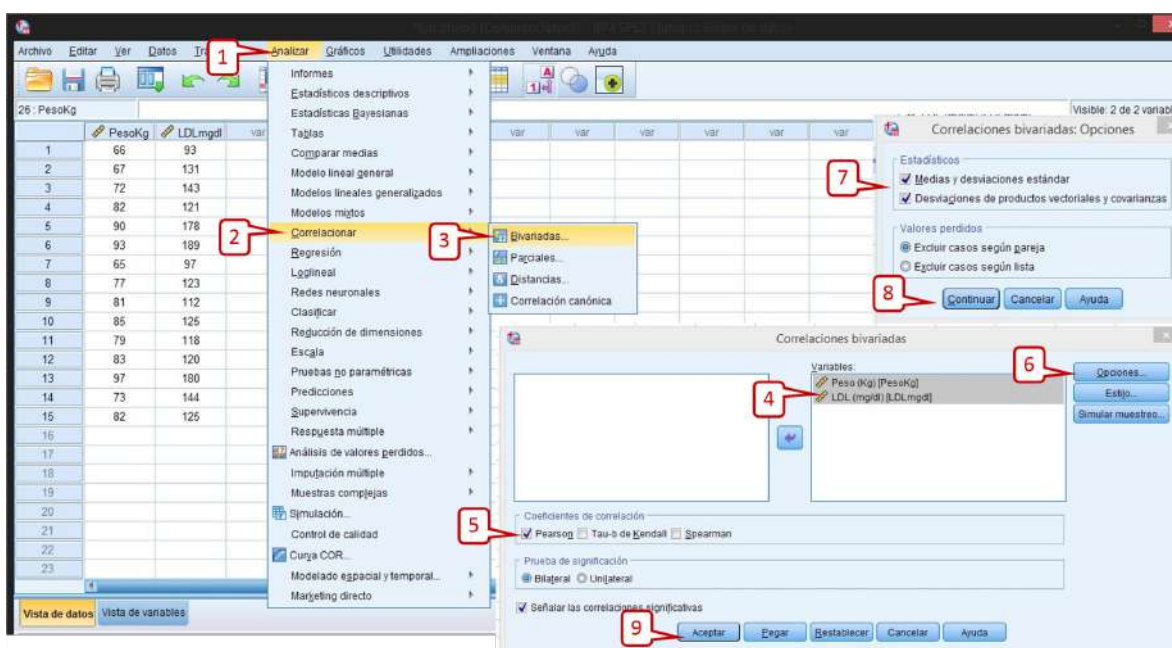 Archivo Editar Ver Datos Tr 1 Analizar Gráficos Utilidades Ampliaciones Ventana Ayuda
26 : PesoKg
Visible: 2 de 2 variabl
PesoKg LDLmgdl var var var var var var var
1 66 93
2 67 131
3 72 143
4 82 121
5 90 178
6 93 189
7 65 97
8 77 123
9 81 112
10 85 125
11 79 118
12 83 120
13 97 180
14 73 144
15 82 125
16
17
18
19
20
21
22
23
Vista de datos Vista de variables
Informes
Estadísticos descriptivos
Estadísticas Bayesianas
Tablas
Comparar medias
Modelo lineal general
Modelos lineales generalizados
Modelos mixtos
2 Correlacionar
Regresión
Loglineal
Redes neuronales
Clasificar
Reducción de dimensiones
Escala
Pruebas no paramétricas
Predicciones
Supervivencia
Respuesta múltiple
Análisis de valores perdidos...
Imputación múltiple
Muestras complejas
Simulación...
Control de calidad
Curva COR...
Modelado espacial y temporal...
Marketing directo
3 Bivariadas...
Parciales...
Distancias...
Correlación canónica
Correlaciones bivariadas: Opciones
Estadísticos
7 Medias y desviaciones estándar
Desviaciones de productos vectoriales y covarianzas
Valores perdidos
Excluir casos según pareja
Excluir casos según lista
8 Continuar Cancelar Ayuda
Correlaciones bivariadas
Variables:
4 Peso (Kg) [PesoKg]
LDL (mg/dl) [LDLmgdl]
6 Opciones...
Estilo...
Simular muestreo...
Coeficientes de correlación
5 Pearson Tau-b de Kendall Spearman
Prueba de significación
Bilateral Unilateral
Señalar las correlaciones significativas
9 Aceptar Pegar Restablecer Cancelar Ayuda